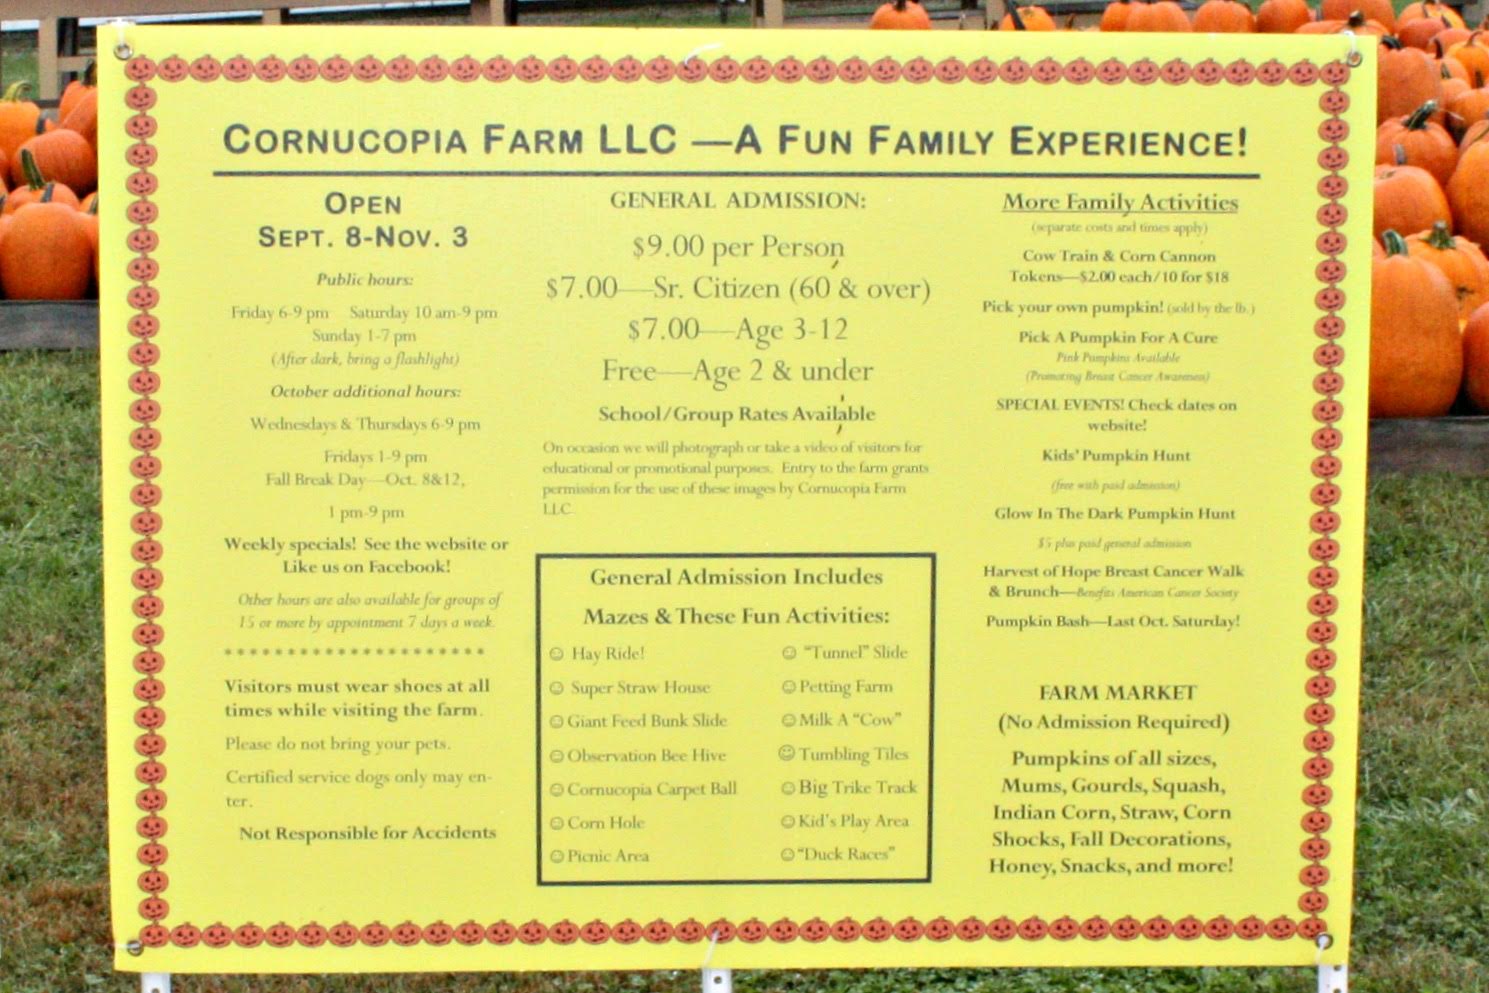 CORNUCOPIA FARM LLC —A FUN FAMILY EXPERIENCE!
OPEN
SEPT. 8-NOV. 3
Public hours:
Friday 6-9 pm Saturday 10 am-9 pm
Sunday 1-7 pm
(After dark, bring a flashlight)
October additional hours:
Wednesdays & Thursdays 6-9 pm
Fridays 1-9 pm
Fall Break Day—Oct. 8&12,
1 pm-9 pm
Weekly specials! See the website or
Like us on Facebook!
Other hours are also available for groups of
15 or more by appointment 7 days a week.
* * * * * * * * * * * * * * * * * * * * *
Visitors must wear shoes at all
times while visiting the farm.
Please do not bring your pets.
Certified service dogs only may en-
ter.
Not Responsible for Accidents
GENERAL ADMISSION:
$9.00 per Person
$7.00—Sr. Citizen (60 & over)
$7.00—Age 3-12
Free—Age 2 & under
School/Group Rates Available
On occasion we will photograph or take a video of visitors for
educational or promotional purposes. Entry to the farm grants
permission for the use of these images by Cornucopia Farm
LLC.
General Admission Includes
Mazes & These Fun Activities:
☺ Hay Ride!
☺ Super Straw House
☺ Giant Feed Bunk Slide
☺ Observation Bee Hive
☺ Cornucopia Carpet Ball
☺ Corn Hole
☺ Picnic Area
☺ "Tunnel" Slide
☺ Petting Farm
☺ Milk A "Cow"
☺ Tumbling Tiles
☺ Big Trike Track
☺ Kid's Play Area
☺ "Duck Races"
More Family Activities
(separate costs and times apply)
Cow Train & Corn Cannon
Tokens—$2.00 each/10 for $18
Pick your own pumpkin! (sold by the lb.)
Pick A Pumpkin For A Cure
Pink Pumpkins Available
(Promoting Breast Cancer Awareness)
SPECIAL EVENTS! Check dates on
website!
Kids' Pumpkin Hunt
(free with paid admission)
Glow In The Dark Pumpkin Hunt
$5 plus paid general admission
Harvest of Hope Breast Cancer Walk
& Brunch—Benefits American Cancer Society
Pumpkin Bash—Last Oct. Saturday!
FARM MARKET
(No Admission Required)
Pumpkins of all sizes,
Mums, Gourds, Squash,
Indian Corn, Straw, Corn
Shocks, Fall Decorations,
Honey, Snacks, and more!